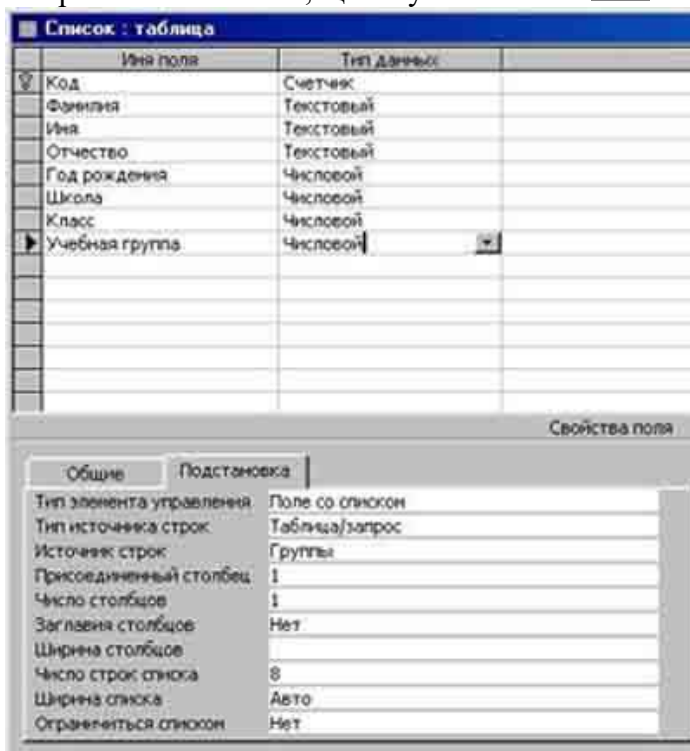 Список : таблица
Имя поля Тип данных
Код Счетчик
Фамилия Текстовый
Имя Текстовый
Отчество Текстовый
Год рождения Числовой
Школа Числовой
Класс Числовой
Учебная группа Числовой
Свойства поля
Общие Подстановка
Тип элемента управления Поле со списком
Тип источника строк Таблица/запрос
Источник строк Группы
Присоединенный столбец 1
Число столбцов 1
Заглавия столбцов Нет
Ширина столбцов
Число строк списка 8
Ширина списка Авто
Ограничиться списком Нет